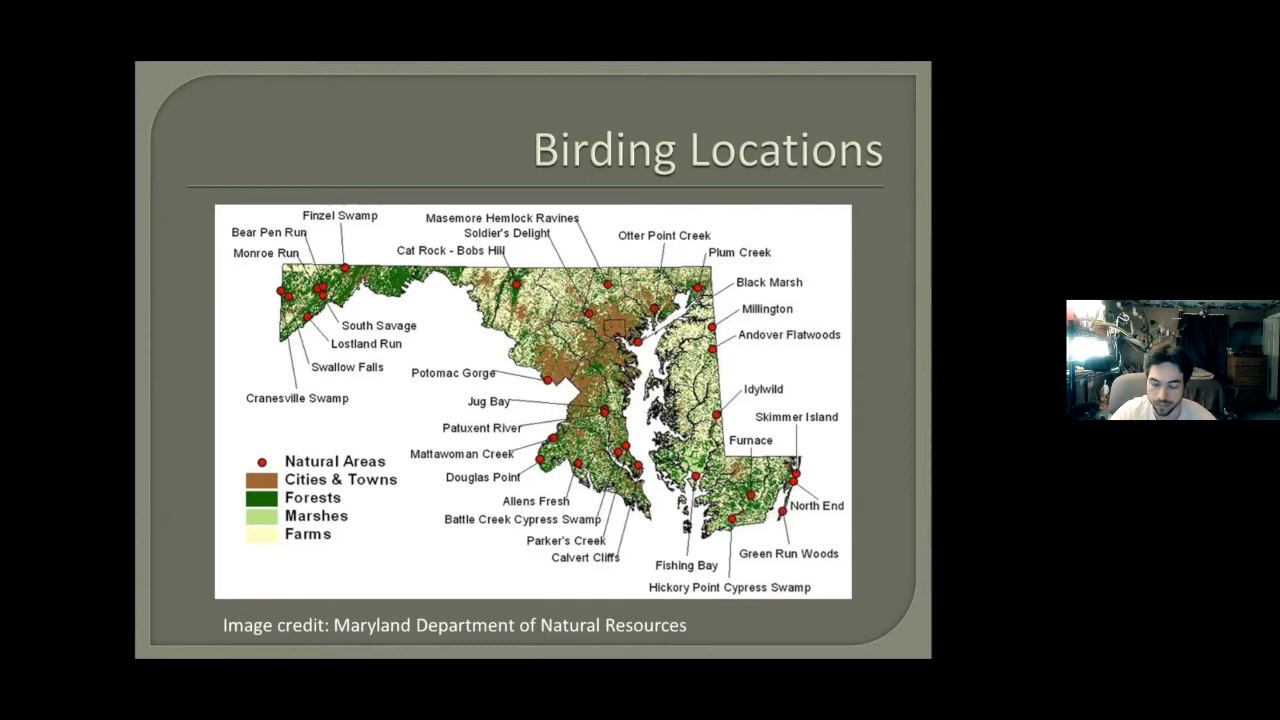 Birding Locations
Finzel Swamp
Bear Pen Run
Monroe Run
Masemore Hemlock Ravines
Soldier's Delight
Cat Rock - Bobs Hill
Otter Point Creek
Plum Creek
Black Marsh
Millington
Andover Flatwoods
South Savage
Lostland Run
Swallow Falls
Cranesville Swamp
Potomac Gorge
Jug Bay
Patuxent River
Mattawoman Creek
Douglas Point
Allens Fresh
Battle Creek Cypress Swamp
Parker's Creek
Calvert Cliffs
Idylwild
Skimmer Island
Furnace
North End
Green Run Woods
Fishing Bay
Hickory Point Cypress Swamp
Natural Areas
Cities & Towns
Forests
Marshes
Farms
Image credit: Maryland Department of Natural Resources